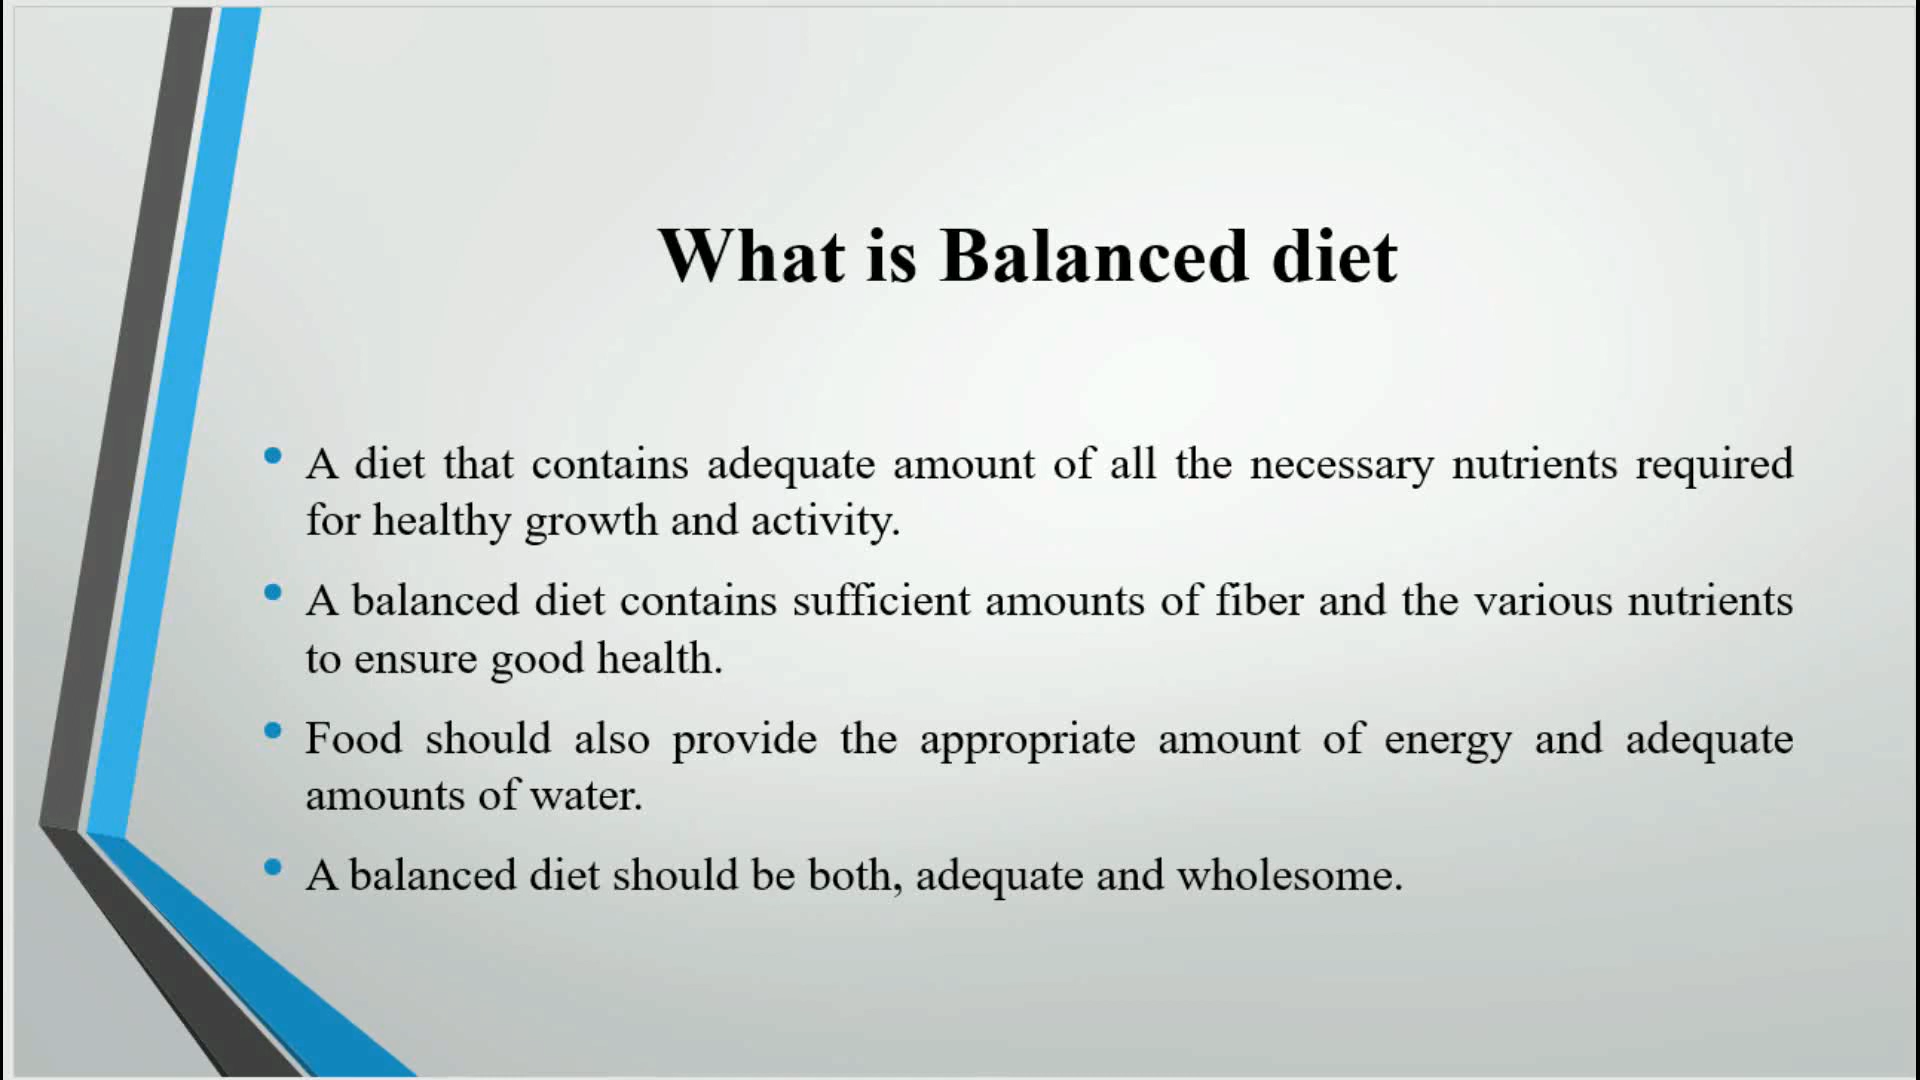 What is Balanced diet
• A diet that contains adequate amount of all the necessary nutrients required
for healthy growth and activity.
• A balanced diet contains sufficient amounts of fiber and the various nutrients
to ensure good health.
• Food should also provide the appropriate amount of energy and adequate
amounts of water.
• A balanced diet should be both, adequate and wholesome.